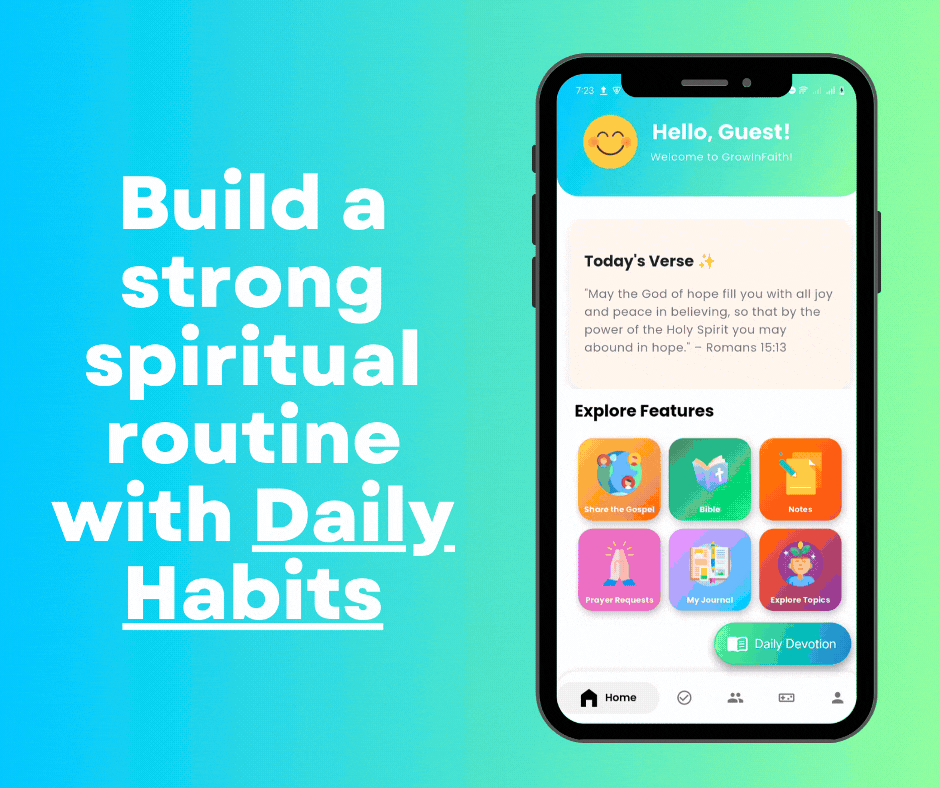 Build a
strong
spiritual
routine
with Daily
Habits
7:23
Hello, Guest!
Welcome to GrowinFaith!
Today's Verse ✨
"May the God of hope fill you with all joy
and peace in believing, so that by the
power of the Holy Spirit you may
abound in hope." – Romans 15:13
Explore Features
Share the Gospel
Bible
Notes
Prayer Requests
My Journal
Explore Topics
Daily Devotion
Home